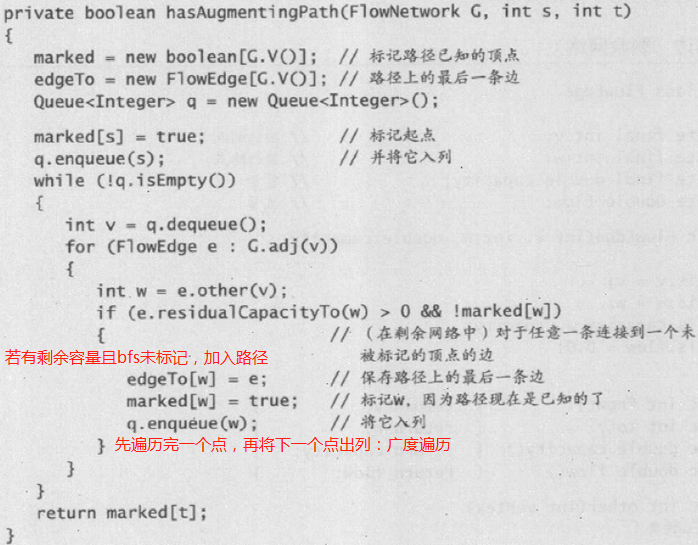 private boolean hasAugmentingPath(FlowNetwork G, int s, int t)
{
marked = new boolean[G.V()]; // 标记路径已知的顶点
edgeTo = new FlowEdge[G.V()]; // 路径上的最后一条边
Queue<Integer> q = new Queue<Integer>();
marked[s] = true; // 标记起点
q.enqueue(s); // 并将它入列
while (!q.isEmpty())
{
int v = q.dequeue();
for (FlowEdge e : G.adj(v))
{
int w = e.other(v);
if (e.residualCapacityTo(w) > 0 && !marked[w])
{ // （在剩余网络中）对于任意一条连接到一个未
若有剩余容量且bfs未标记，加入路径 被标记的顶点的边
edgeTo[w] = e; // 保存路径上的最后一条边
marked[w] = true; // 标记w，因为路径现在是已知的了
q.enqueue(w); // 将它入列
} 先遍历完一个点，再将下一个点出列：广度遍历
}
}
return marked[t];
}